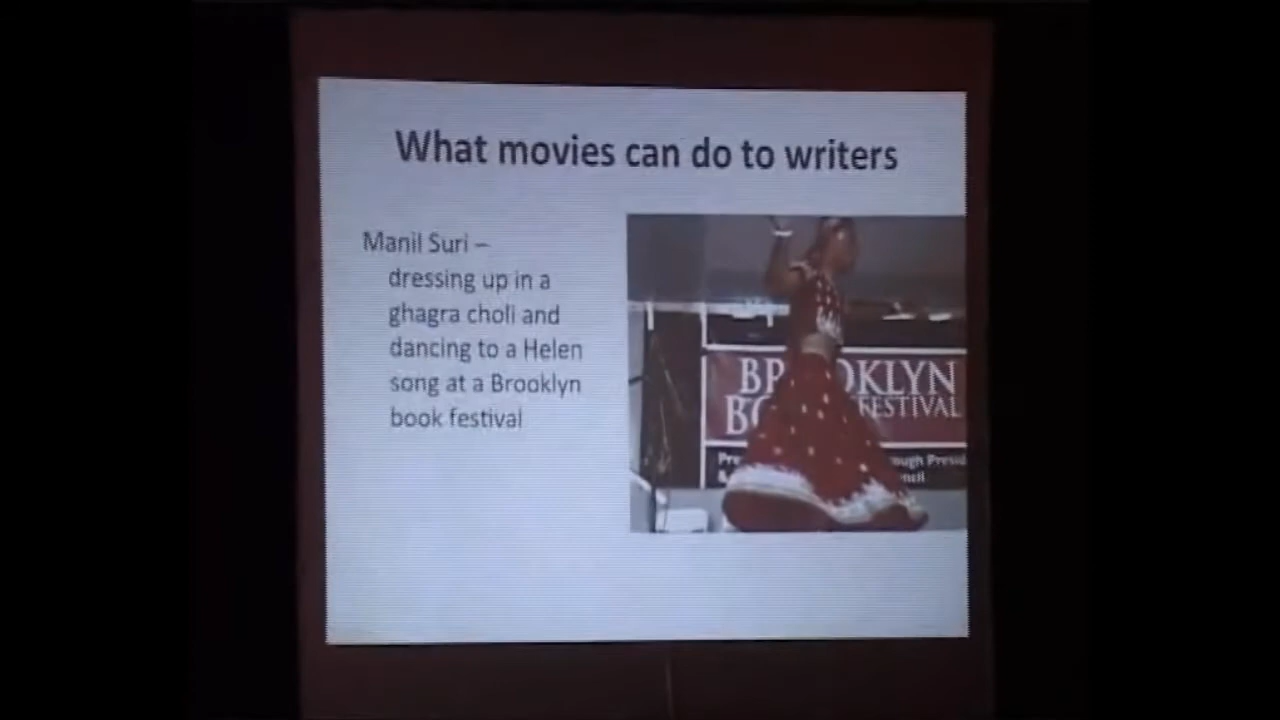 What movies can do to writers
Manil Suri –
dressing up in a
ghagra choli and
dancing to a Helen
song at a Brooklyn
book festival
BROOKLYN
FESTIVAL